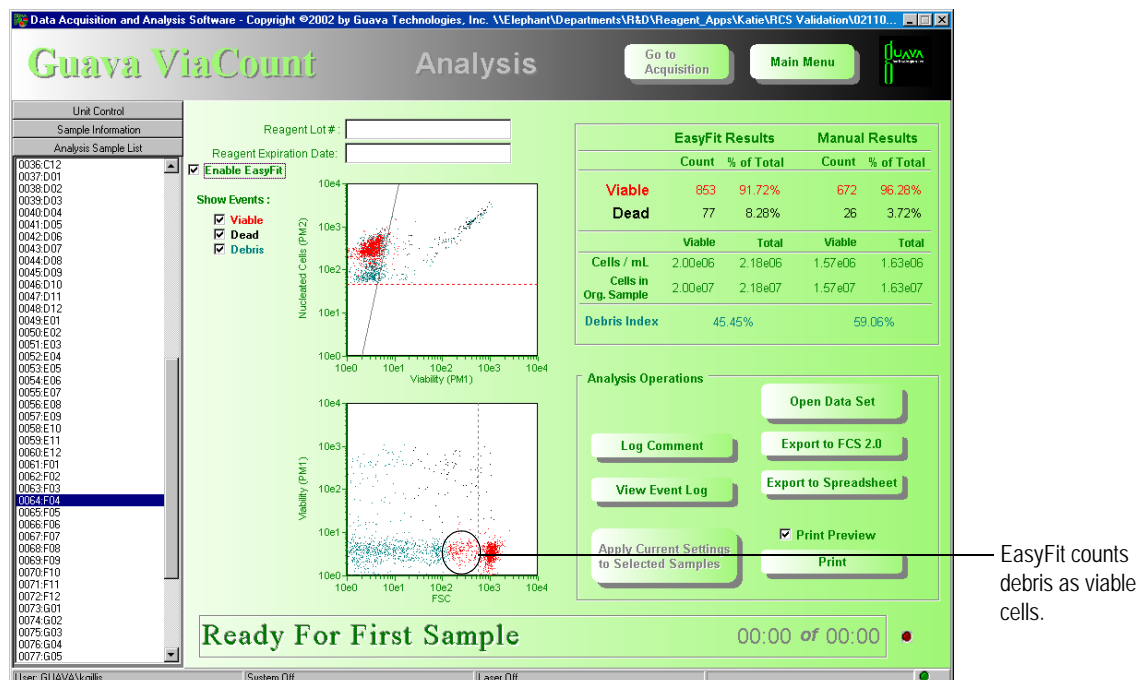 Data Acquisition and Analysis Software - Copyright ©2002 by Guava Technologies, Inc. \\Elephant\Departments\R&D\Reagent_Apps\Katie\RCS Validation\02110...
Guava ViaCount
Analysis
Go to
Acquisition
Main Menu
guava
Unit Control
Sample Information
Analysis Sample List
0036:C12
0037:D01
0038:D02
0039:D03
0040:D04
0041:D05
0042:D06
0043:D07
0044:D08
0045:D09
0046:D10
0047:D11
0048:D12
0049:E01
0050:E02
0051:E03
0052:E04
0053:E05
0054:E06
0055:E07
0056:E08
0057:E09
0058:E10
0059:E11
0060:E12
0061:F01
0062:F02
0063:F03
0064:F04
0065:F05
0066:F06
0067:F07
0068:F08
0069:F09
0070:F10
0071:F11
0072:F12
0073:G01
0074:G02
0075:G03
0076:G04
0077:G05
Reagent Lot # :
Reagent Expiration Date:
Enable EasyFit
Show Events :
Viable
Dead
Debris
Nucleated Cells (PM2)
10e4
10e3
10e2
10e1
10e0
10e0 10e1 10e2 10e3 10e4
Viability (PM1)
Viability (PM1)
10e4
10e3
10e2
10e1
10e0
10e0 10e1 10e2 10e3 10e4
FSC
EasyFit Results Manual Results
Count % of Total Count % of Total
Viable 853 91.72% 672 96.28%
Dead 77 8.28% 26 3.72%
Viable Total Viable Total
Cells / mL 2.00e06 2.18e06 1.57e06 1.63e06
Cells in
Org. Sample 2.00e07 2.18e07 1.57e07 1.63e07
Debris Index 45.45% 59.06%
Analysis Operations
Open Data Set
Log Comment
Export to FCS 2.0
View Event Log
Export to Spreadsheet
Apply Current Settings
to Selected Samples
Print Preview
Print
EasyFit counts
debris as viable
cells.
Ready For First Sample
00:00 of 00:00
User: GUAVA\kgillis
System Off
Laser Off